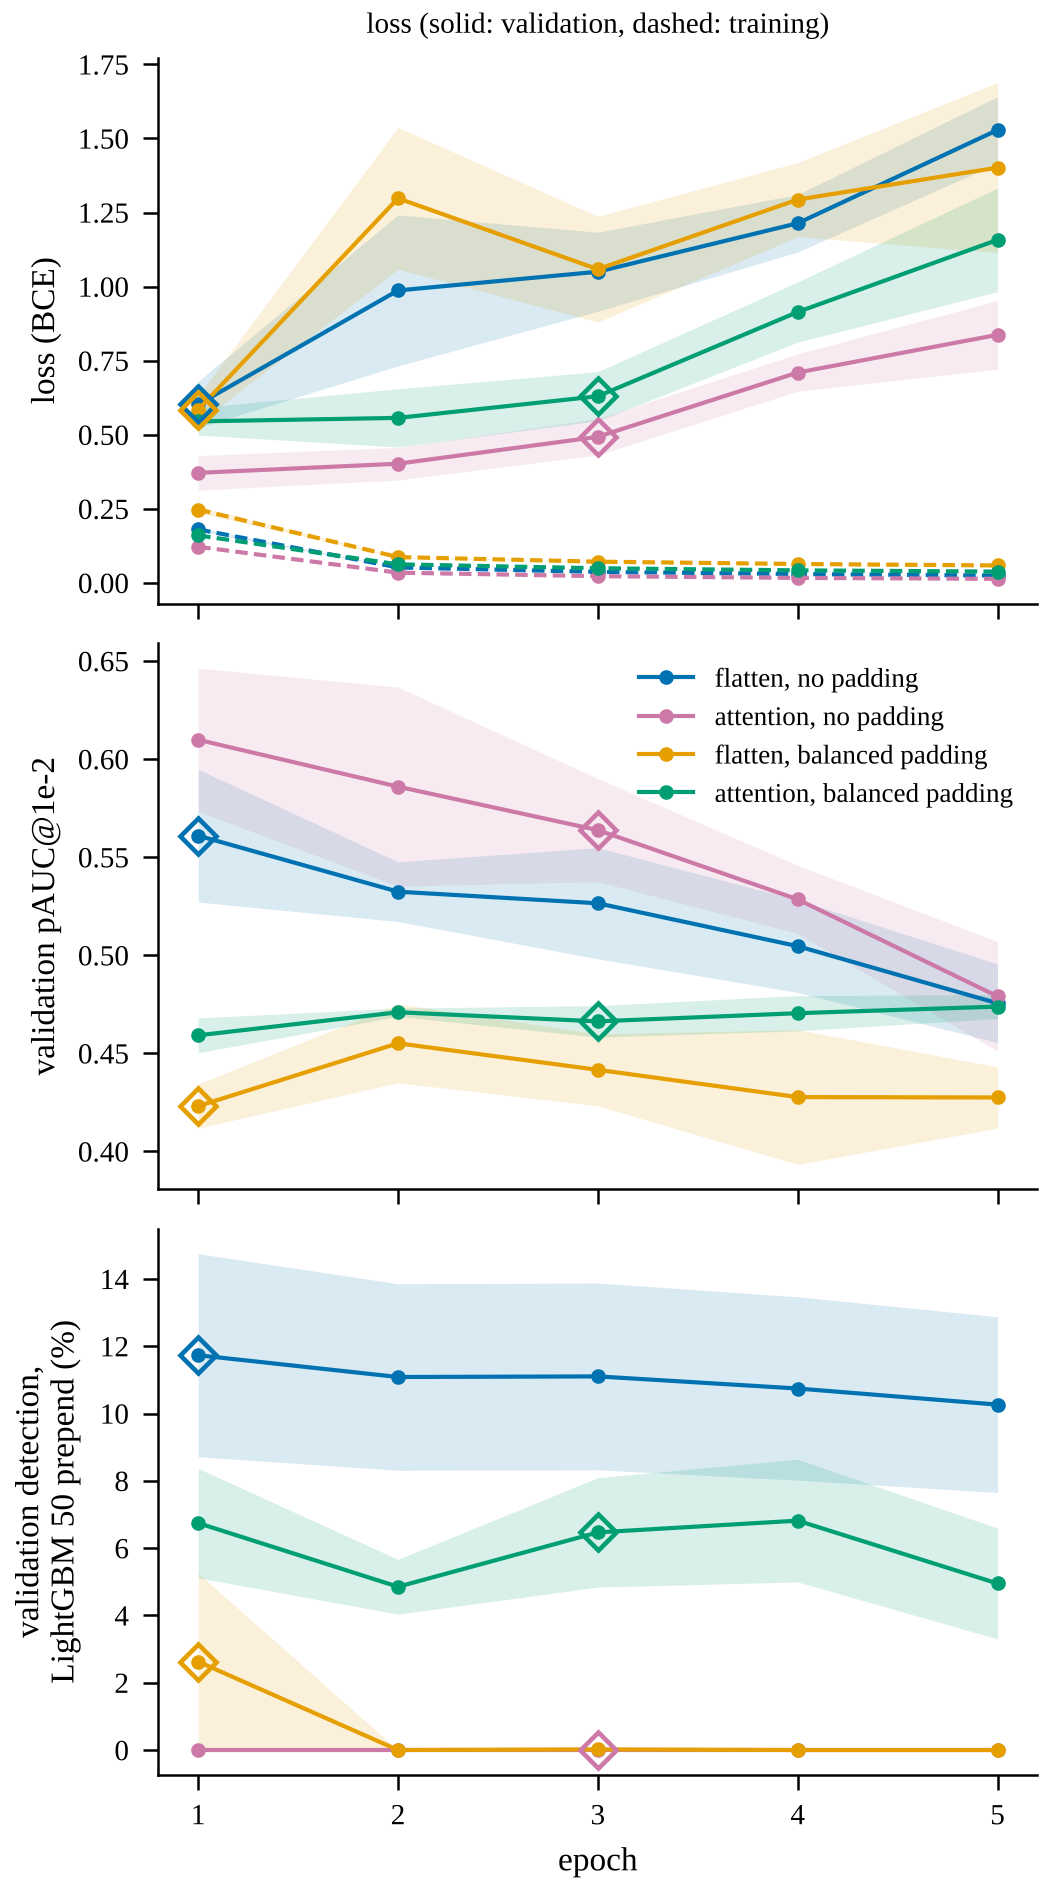 loss (solid: validation, dashed: training)
loss (BCE)
1.75
1.50
1.25
1.00
0.75
0.50
0.25
0.00
validation pAUC@1e-2
0.65
0.60
0.55
0.50
0.45
0.40
flatten, no padding
attention, no padding
flatten, balanced padding
attention, balanced padding
validation detection,
LightGBM 50 prepend (%)
14
12
10
8
6
4
2
0
1 2 3 4 5
epoch